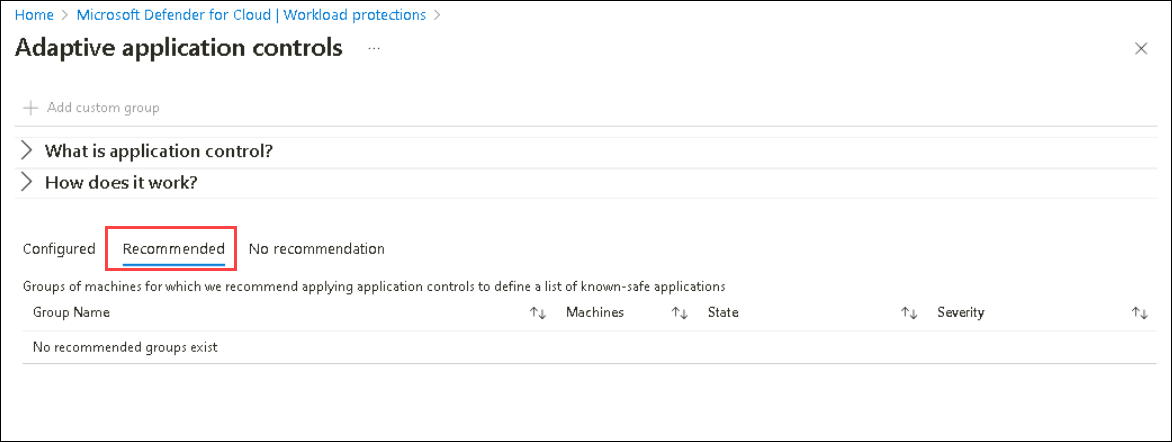 Home > Microsoft Defender for Cloud | Workload protections >
Adaptive application controls ...
+ Add custom group
What is application control?
How does it work?
Configured Recommended No recommendation
Groups of machines for which we recommend applying application controls to define a list of known-safe applications
Group Name ↑↓ Machines ↑↓ State ↑↓ Severity ↑↓
No recommended groups exist